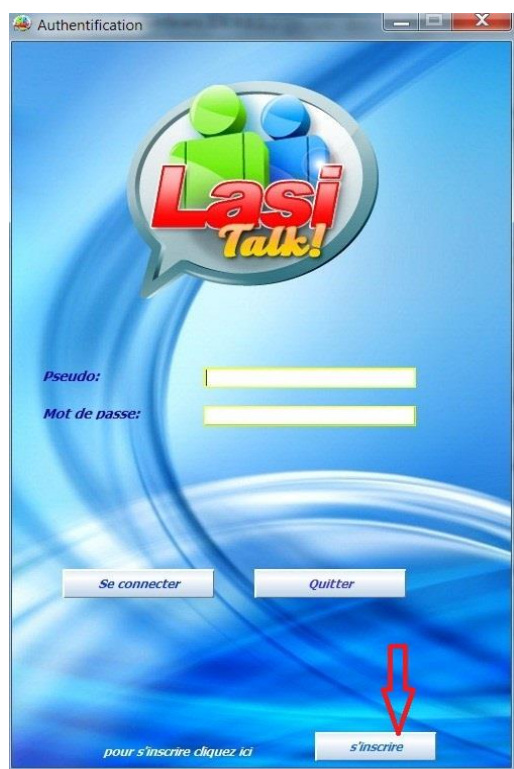 Authentification
Lasi
Talk!
Pseudo:
Mot de passe:
Se connecter
Quitter
pour s'inscrire cliquez ici
s'inscrire